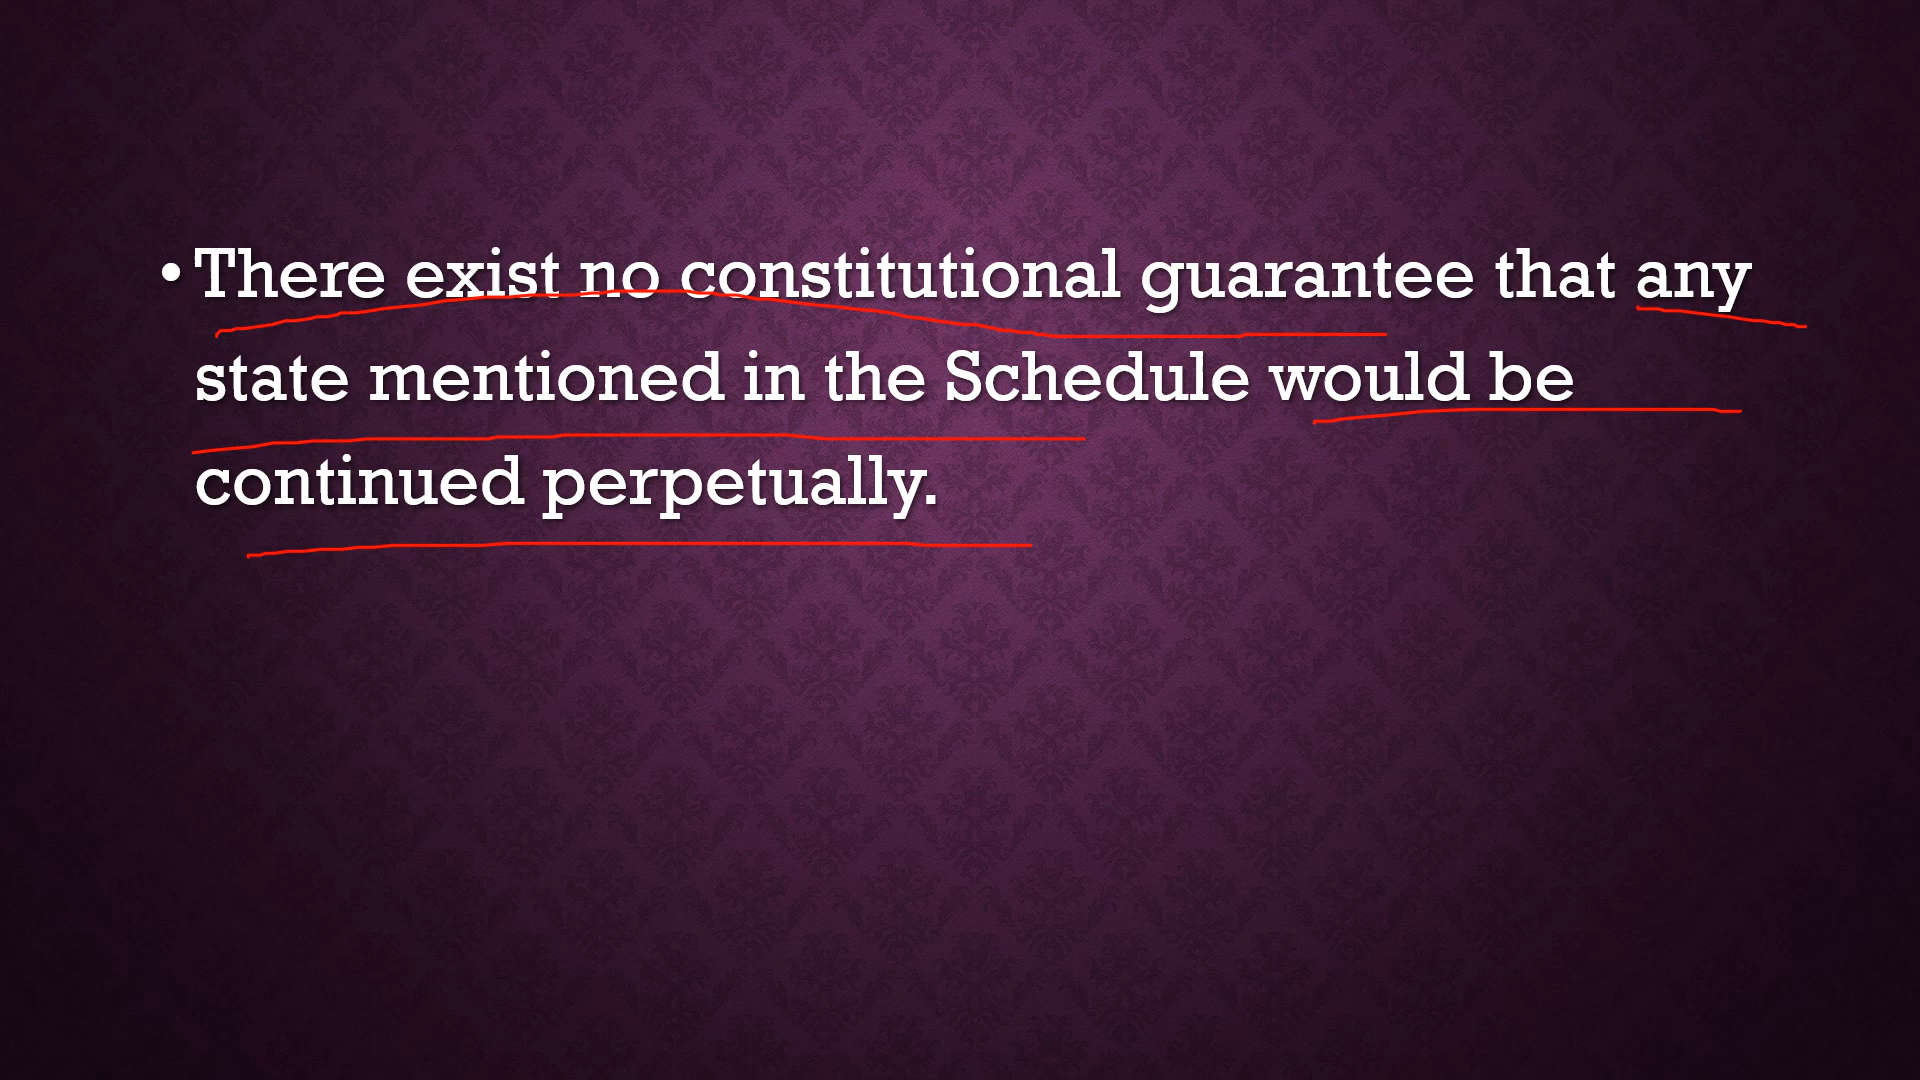 • There exist no constitutional guarantee that any
state mentioned in the Schedule would be
continued perpetually.